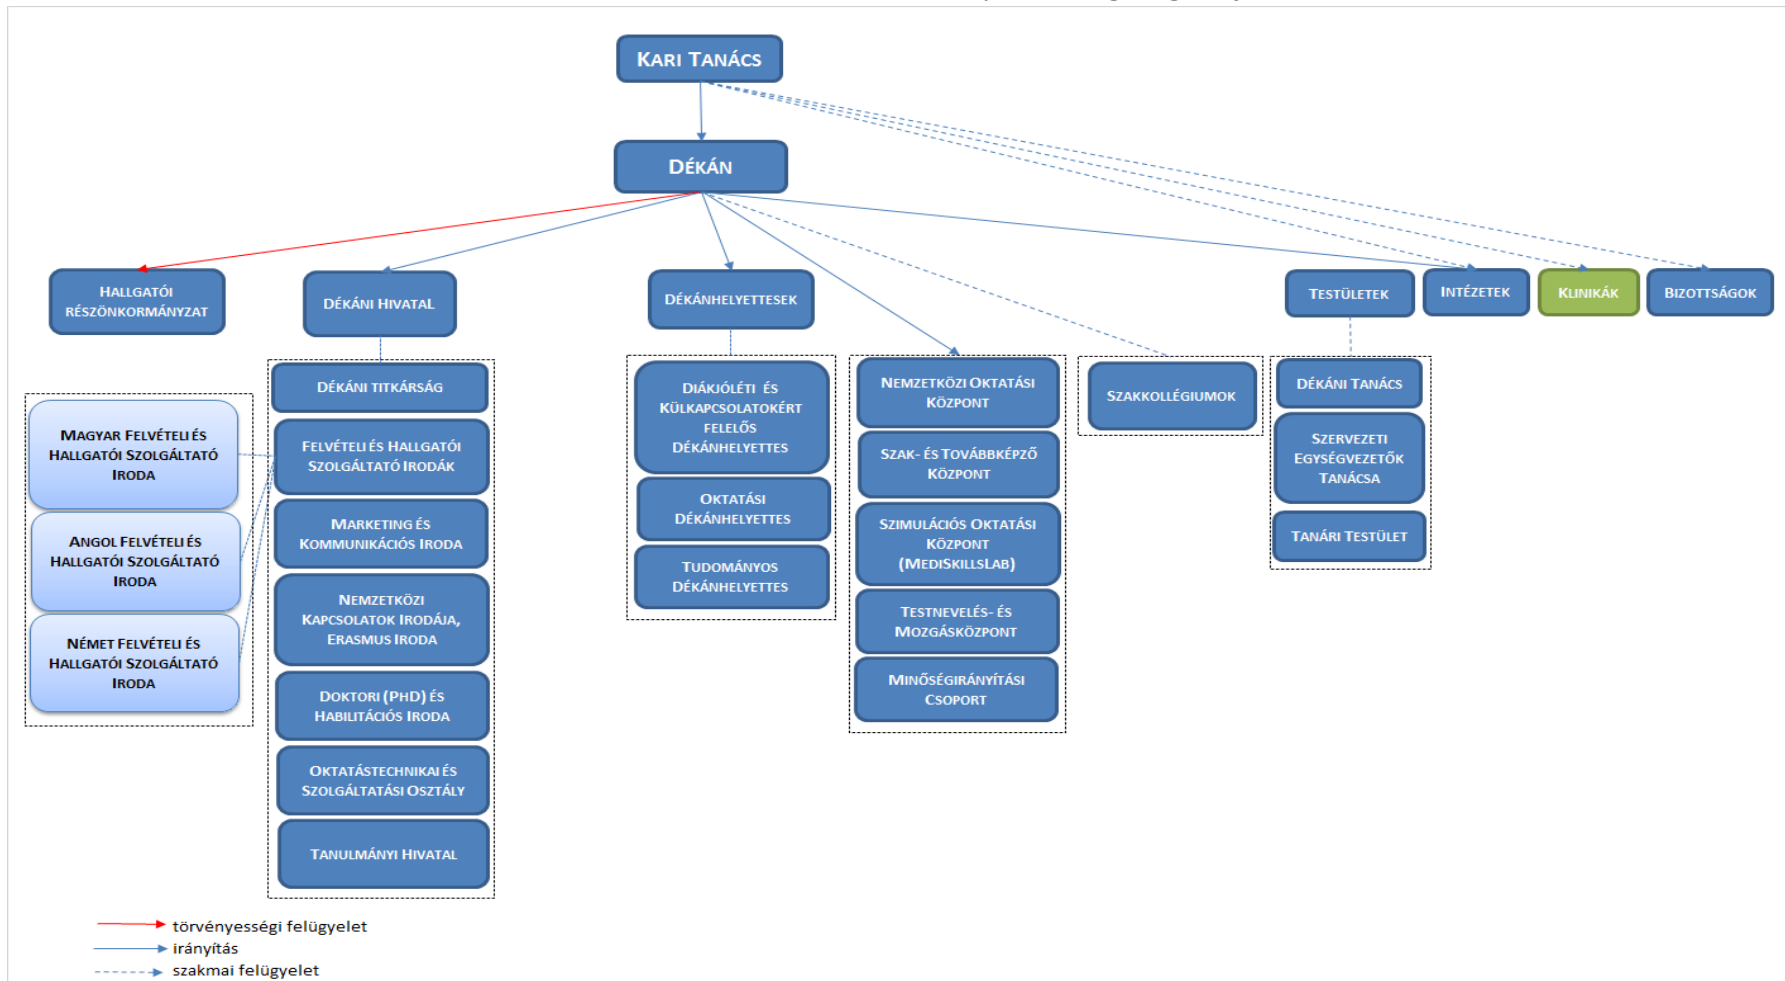 KARI TANÁCS
DÉKÁN
HALLGATÓI
RÉSZÖNKORMÁNYZAT
DÉKÁNI HIVATAL
DÉKÁNHELYETTESEK
TESTÜLETEK
INTÉZETEK
KLINIKÁK
BIZOTTSÁGOK
MAGYAR FELVÉTELI ÉS
HALLGATÓI SZOLGÁLTATÓ
IRODA
ANGOL FELVÉTELI ÉS
HALLGATÓI SZOLGÁLTATÓ
IRODA
NÉMET FELVÉTELI ÉS
HALLGATÓI SZOLGÁLTATÓ
IRODA
DÉKÁNI TITKÁRSÁG
FELVÉTELI ÉS HALLGATÓI
SZOLGÁLTATÓ IRODÁK
MARKETING ÉS
KOMMUNIKÁCIÓS IRODA
NEMZETKÖZI
KAPCSOLATOK IRODÁJA,
ERASMUS IRODA
DOKTORI (PHD) ÉS
HABILITÁCIÓS IRODA
OKTATÁSTECHNIKAI ÉS
SZOLGÁLTATÁSI OSZTÁLY
TANULMÁNYI HIVATAL
DIÁKJÓLÉTI ÉS
KÜLKAPCSOLATOKÉRT
FELELŐS
DÉKÁNHELYETTES
OKTATÁSI
DÉKÁNHELYETTES
TUDOMÁNYOS
DÉKÁNHELYETTES
NEMZETKÖZI OKTATÁSI
KÖZPONT
SZAK- ÉS TOVÁBBKÉPZŐ
KÖZPONT
SZIMULÁCIÓS OKTATÁSI
KÖZPONT
(MEDISKILLSLAB)
TESTNEVELÉS- ÉS
MOZGÁSKÖZPONT
MINŐSÉGIRÁNYÍTÁSI
CSOPORT
SZAKKOLLÉGIUMOK
DÉKÁNI TANÁCS
SZERVEZETI
EGYSÉGVEZETŐK
TANÁCSA
TANÁRI TESTÜLET
törvényességi felügyelet
irányítás
szakmai felügyelet